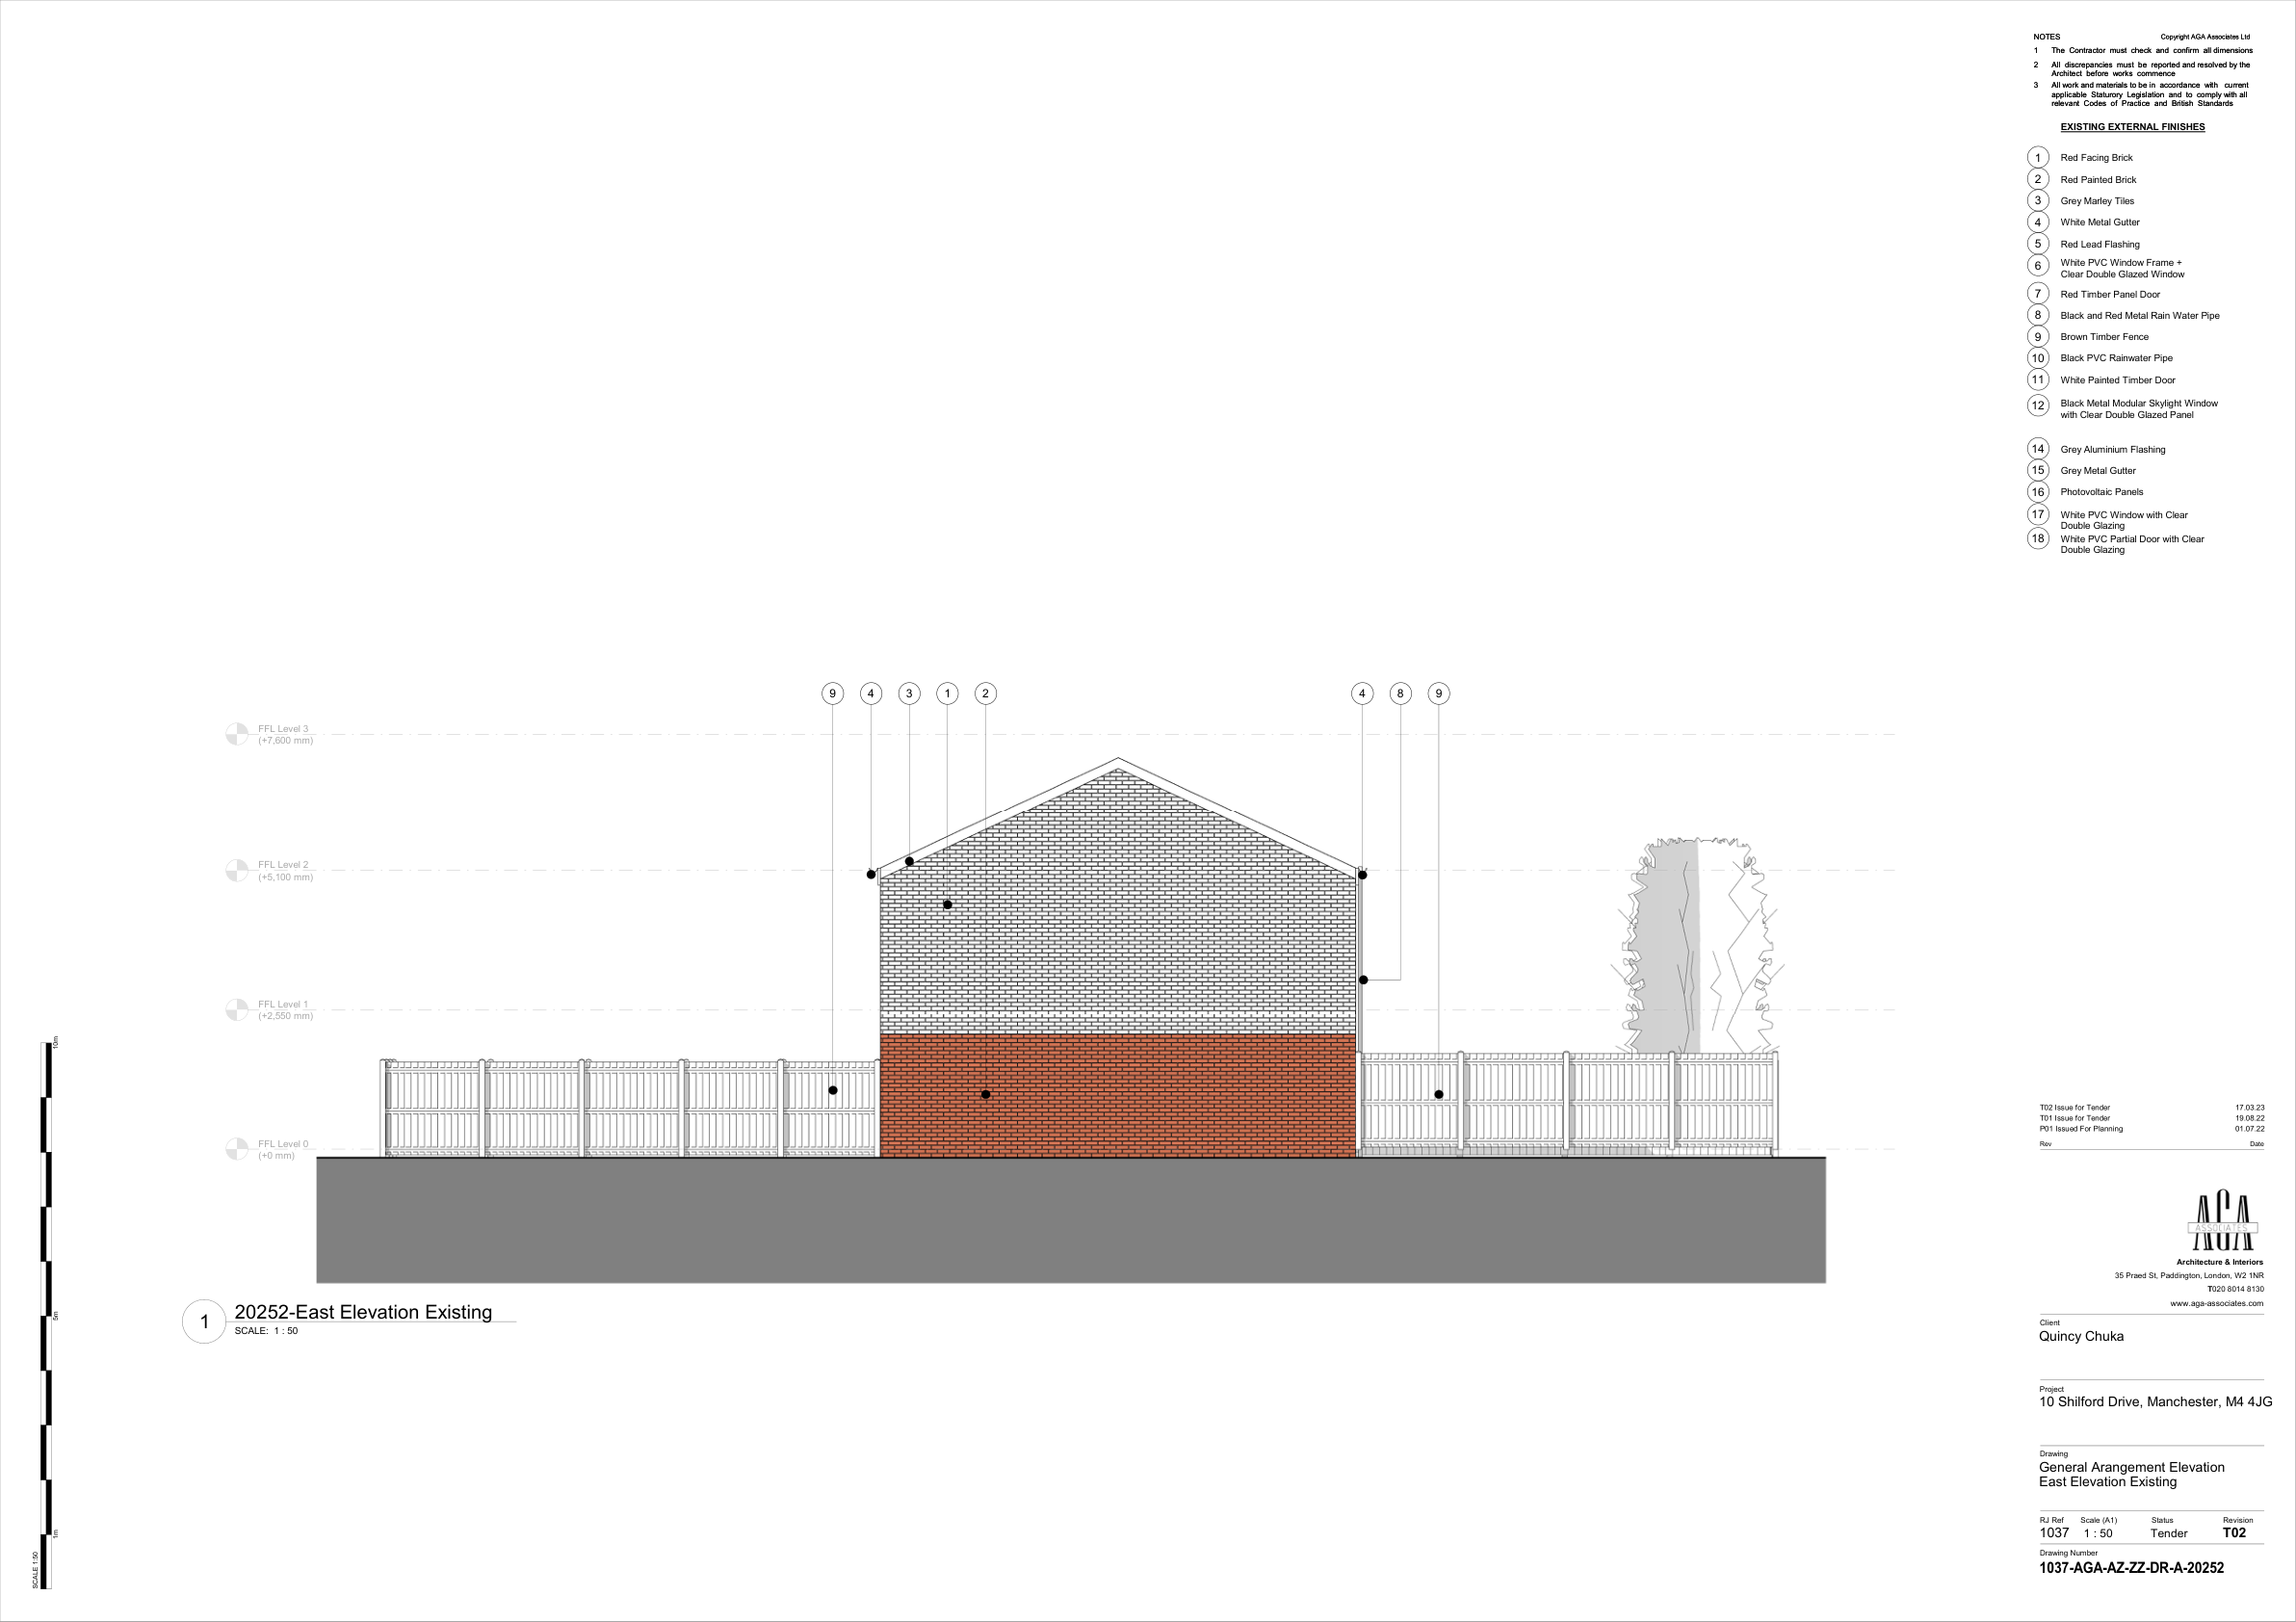 NOTES Copyright AGA Associates Ltd
1 The Contractor must check and confirm all dimensions
2 All discrepancies must be reported and resolved by the
Architect before works commence
3 All work and materials to be in accordance with current
applicable Staturory Legislation and to comply with all
relevant Codes of Practice and British Standards
EXISTING EXTERNAL FINISHES
1 Red Facing Brick
2 Red Painted Brick
3 Grey Marley Tiles
4 White Metal Gutter
5 Red Lead Flashing
6 White PVC Window Frame +
Clear Double Glazed Window
7 Red Timber Panel Door
8 Black and Red Metal Rain Water Pipe
9 Brown Timber Fence
10 Black PVC Rainwater Pipe
11 White Painted Timber Door
12 Black Metal Modular Skylight Window
with Clear Double Glazed Panel
14 Grey Aluminium Flashing
15 Grey Metal Gutter
16 Photovoltaic Panels
17 White PVC Window with Clear
Double Glazing
18 White PVC Partial Door with Clear
Double Glazing
9 4 3 1 2 4 8 9
FFL Level 3
(+7,600 mm)
FFL Level 2
(+5,100 mm)
FFL Level 1
(+2,550 mm)
FFL Level 0
(+0 mm)
10m
5m
1m
SCALE 1:50
1 20252-East Elevation Existing
SCALE: 1 : 50
T02 Issue for Tender 17.03.23
T01 Issue for Tender 19.08.22
P01 Issued For Planning 01.07.22
Rev Date
AGA
ASSOCIATES
Architecture & Interiors
35 Praed St, Paddington, London, W2 1NR
T020 8014 8130
www.aga-associates.com
Client
Quincy Chuka
Project
10 Shilford Drive, Manchester, M4 4JG
Drawing
General Arangement Elevation
East Elevation Existing
RJ Ref Scale (A1) Status Revision
1037 1 : 50 Tender T02
Drawing Number
1037-AGA-AZ-ZZ-DR-A-20252